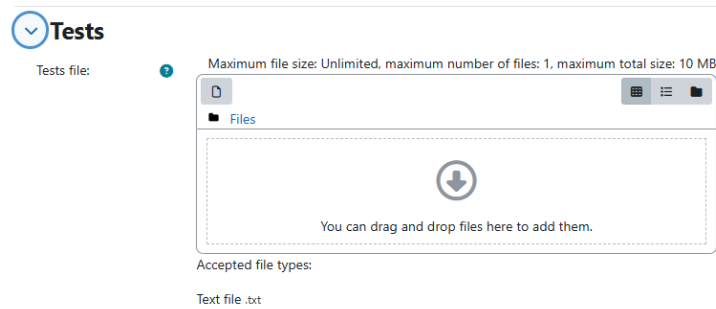 Tests
Tests file:
?
Maximum file size: Unlimited, maximum number of files: 1, maximum total size: 10 MB
Files
You can drag and drop files here to add them.
Accepted file types:
Text file .txt